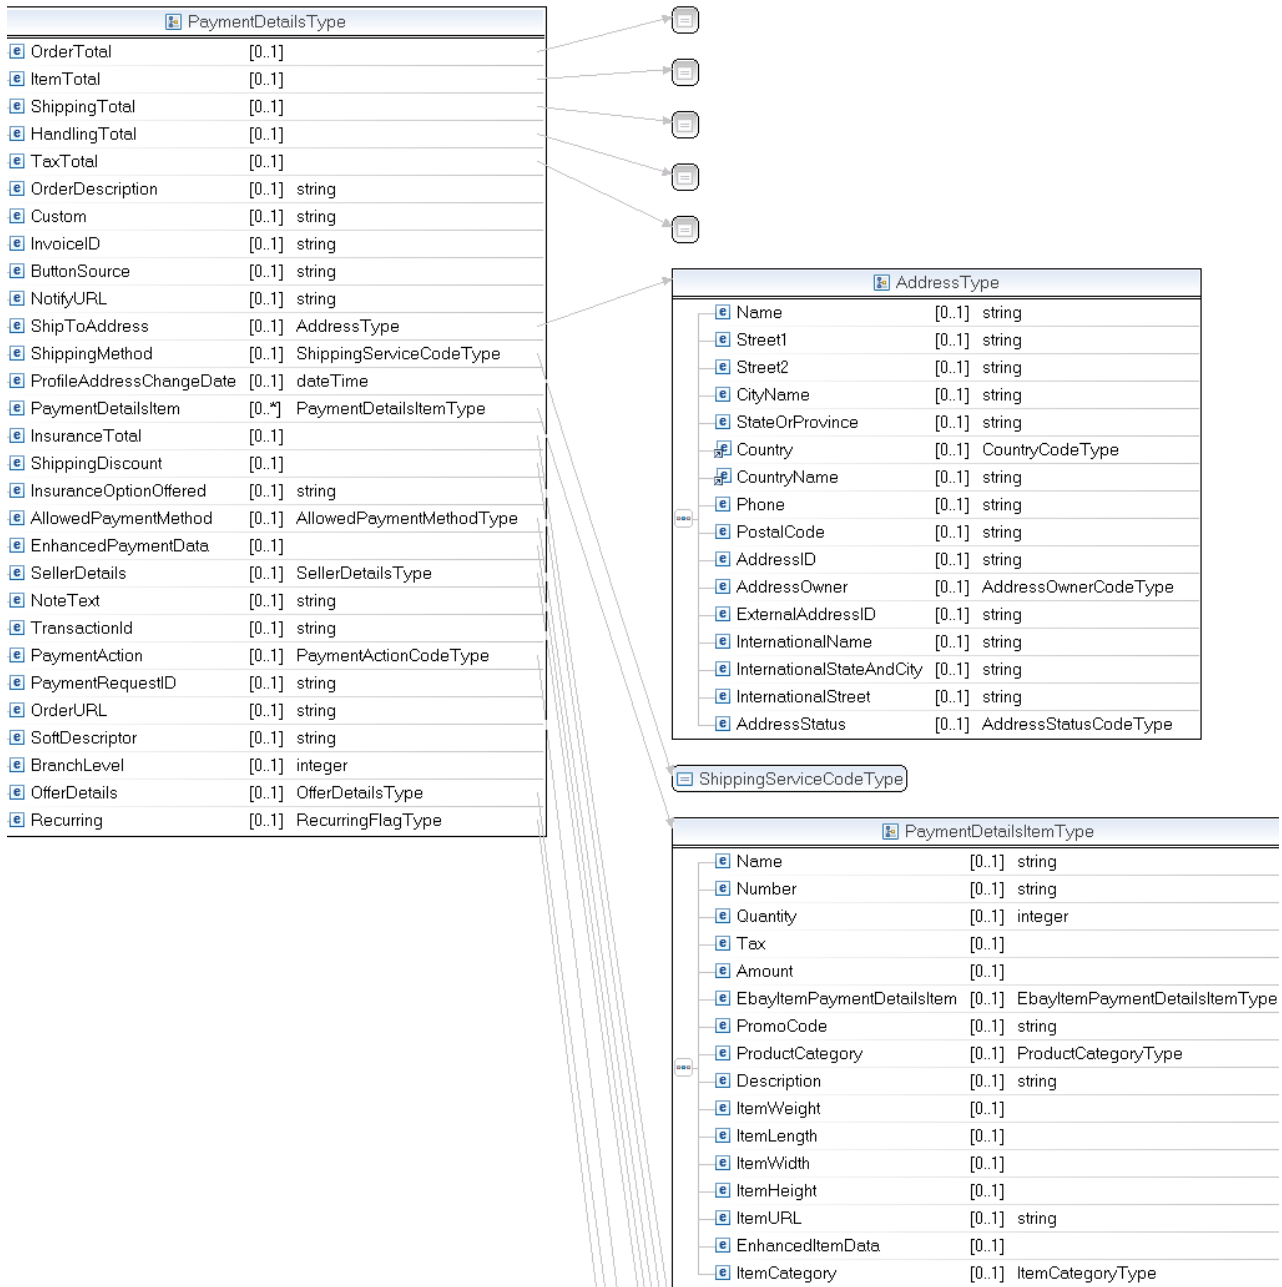 PaymentDetailsType
OrderTotal [0..1]
ItemTotal [0..1]
ShippingTotal [0..1]
HandlingTotal [0..1]
TaxTotal [0..1]
OrderDescription [0..1] string
Custom [0..1] string
InvoiceID [0..1] string
ButtonSource [0..1] string
NotifyURL [0..1] string
ShipToAddress [0..1] AddressType
ShippingMethod [0..1] ShippingServiceCodeType
ProfileAddressChangeDate [0..1] dateTime
PaymentDetailsItem [0..*] PaymentDetailsItemType
InsuranceTotal [0..1]
ShippingDiscount [0..1]
InsuranceOptionOffered [0..1] string
AllowedPaymentMethod [0..1] AllowedPaymentMethodType
EnhancedPaymentData [0..1]
SellerDetails [0..1] SellerDetailsType
NoteText [0..1] string
TransactionId [0..1] string
PaymentAction [0..1] PaymentActionCodeType
PaymentRequestID [0..1] string
OrderURL [0..1] string
SoftDescriptor [0..1] string
BranchLevel [0..1] integer
OfferDetails [0..1] OfferDetailsType
Recurring [0..1] RecurringFlagType
AddressType
Name [0..1] string
Street1 [0..1] string
Street2 [0..1] string
CityName [0..1] string
StateOrProvince [0..1] string
Country [0..1] CountryCodeType
CountryName [0..1] string
Phone [0..1] string
PostalCode [0..1] string
AddressID [0..1] string
AddressOwner [0..1] AddressOwnerCodeType
ExternalAddressID [0..1] string
InternationalName [0..1] string
InternationalStateAndCity [0..1] string
InternationalStreet [0..1] string
AddressStatus [0..1] AddressStatusCodeType
ShippingServiceCodeType
PaymentDetailsItemType
Name [0..1] string
Number [0..1] string
Quantity [0..1] integer
Tax [0..1]
Amount [0..1]
EbayItemPaymentDetailsItem [0..1] EbayItemPaymentDetailsItemType
PromoCode [0..1] string
ProductCategory [0..1] ProductCategoryType
Description [0..1] string
ItemWeight [0..1]
ItemLength [0..1]
ItemWidth [0..1]
ItemHeight [0..1]
ItemURL [0..1] string
EnhancedItemData [0..1]
ItemCategory [0..1] ItemCategoryType